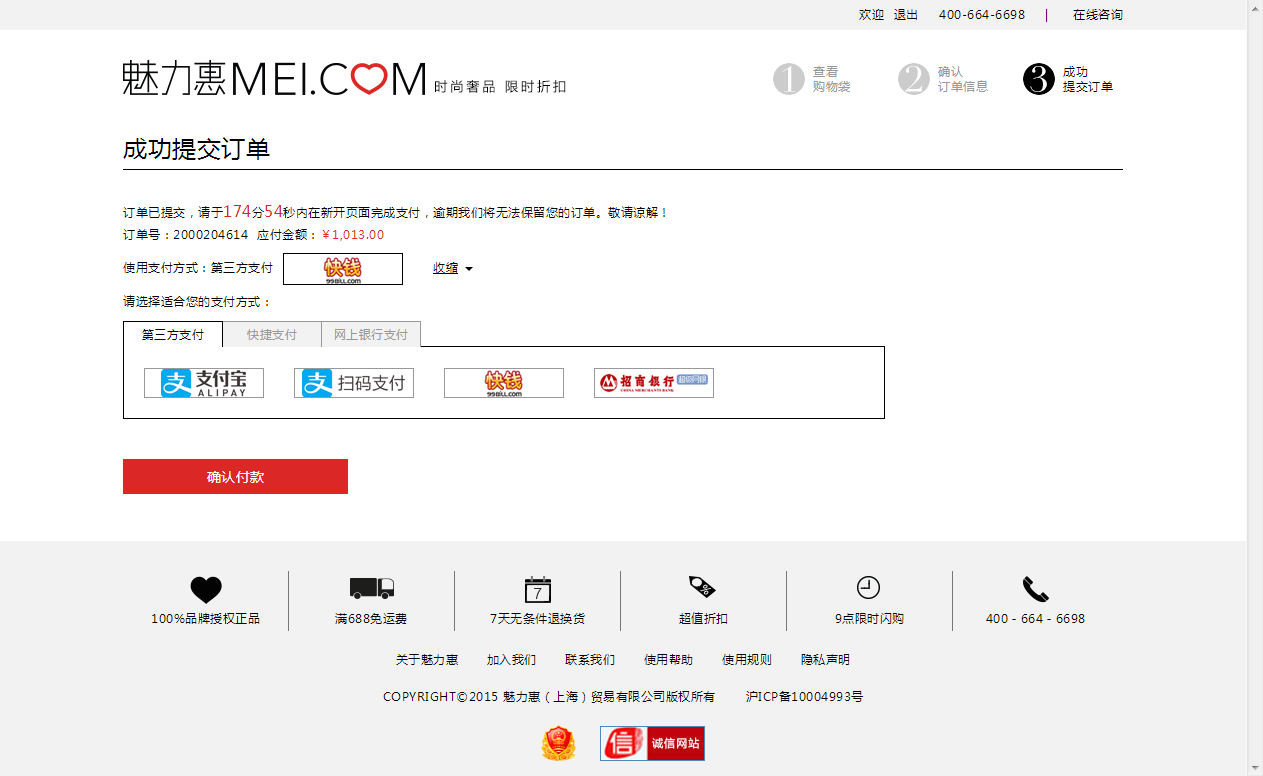 欢迎 退出 400-664-6698 | 在线咨询
魅力惠MEI.COM 时尚奢品 限时折扣
1 查看 购物袋
2 确认 订单信息
3 成功 提交订单
成功提交订单
订单已提交，请于174分54秒内在新开页面完成支付，逾期我们将无法保留您的订单。敬请谅解！
订单号：2000204614 应付金额：￥1,013.00
使用支付方式：第三方支付 快钱 99BILL.com 收缩
请选择适合您的支付方式：
第三方支付 快捷支付 网上银行支付
支付宝 ALIPAY 支 扫码支付 快钱 99BILL.com 招商银行 CHINA MERCHANTS BANK
确认付款
7 %
100%品牌授权正品 满688免运费 7天无条件退换货 超值折扣 9点限时闪购 400 - 664 - 6698
关于魅力惠 加入我们 联系我们 使用帮助 使用规则 隐私声明
COPYRIGHT©2015 魅力惠（上海）贸易有限公司版权所有 沪ICP备10004993号
信 诚信网站